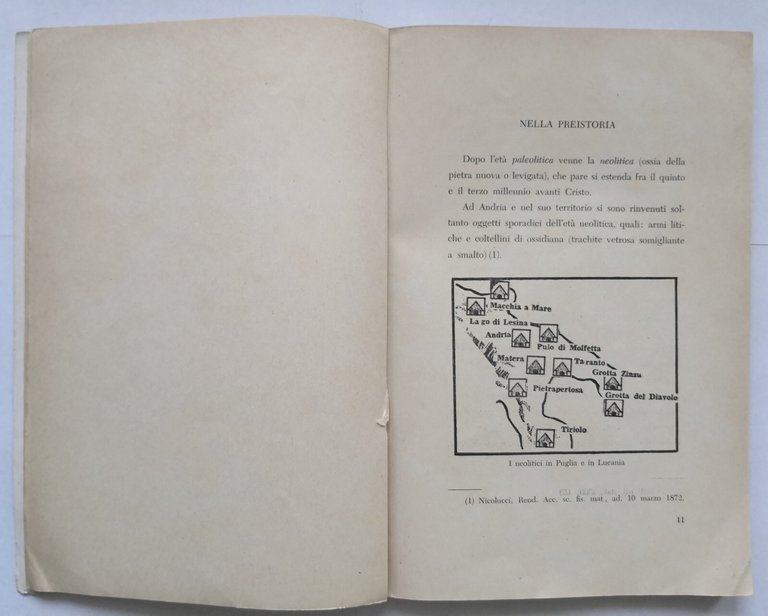 NELLA PREISTORIA
Dopo l'età paleolitica venne la neolitica (ossia della
pietra nuova o levigata), che pare si estenda fra il quinto
e il terzo millennio avanti Cristo.
Ad Andria e nel suo territorio si sono rinvenuti sol-
tanto oggetti sporadici dell'età neolitica, quali: armi liti-
che e coltellini di ossidiana (trachite vetrosa somigliante
a smalto) (1).
Macchia a Mare
Lago di Lesina
Andria
Pulo di Molfetta
Matera
Taranto
Grotta Zinzu
Pietrapertosa
Grotta del Diavolo
Tiriolo
I neolitici in Puglia e in Lucania
(1) Nicolucci, Rend. Acc. sc. fis. mat., ad. 10 marzo 1872.
11